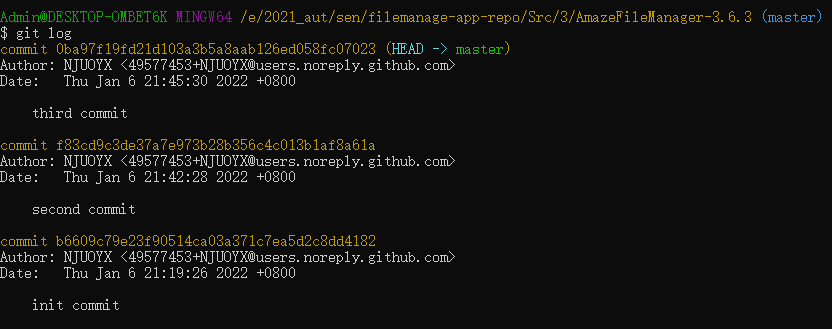 Admin@DESKTOP-OMBET6K MINGW64 /e/2021_aut/sen/filemanage-app-repo/Src/3/AmazeFileManager-3.6.3 (master)
$ git log
commit 0ba97f19fd21d103a3b5a8aab126ed058fc07023 (HEAD -> master)
Author: NJUOYX <49577453+NJUOYX@users.noreply.github.com>
Date:   Thu Jan 6 21:45:30 2022 +0800
    third commit
commit f83cd9c3de37a7e973b28b356c4c013b1af8a61a
Author: NJUOYX <49577453+NJUOYX@users.noreply.github.com>
Date:   Thu Jan 6 21:42:28 2022 +0800
    second commit
commit b6609c79e23f90514ca03a371c7ea5d2c8dd4182
Author: NJUOYX <49577453+NJUOYX@users.noreply.github.com>
Date:   Thu Jan 6 21:19:26 2022 +0800
    init commit